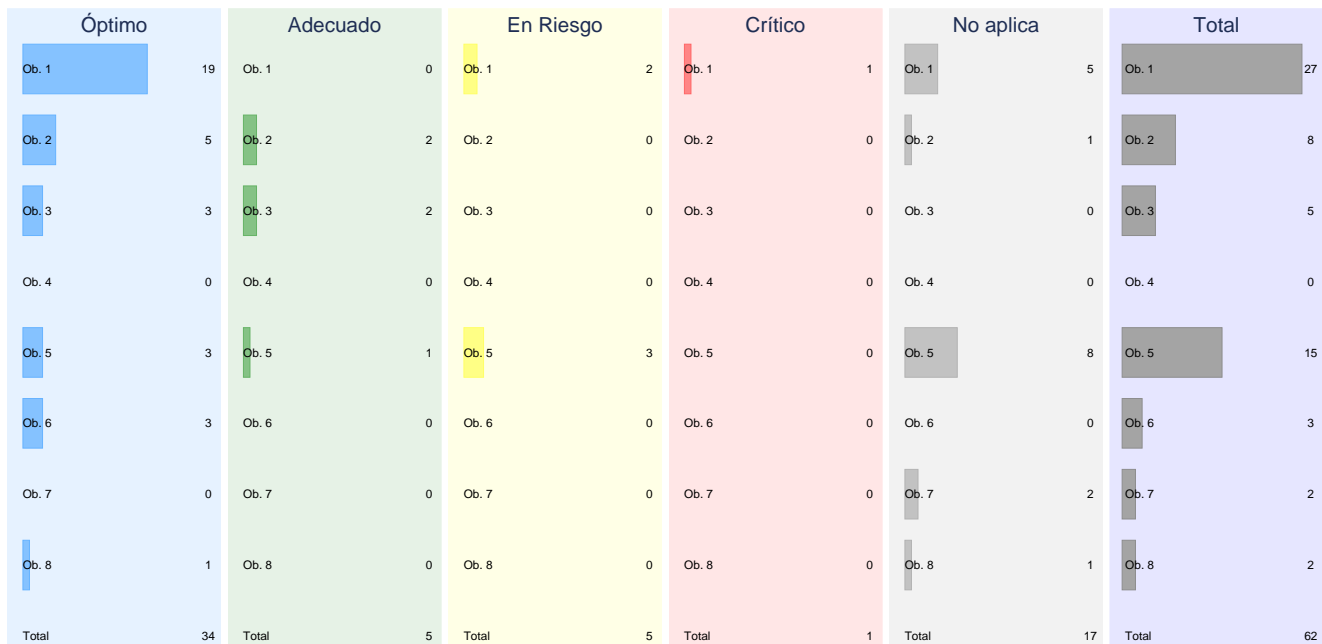 Óptimo Adecuado En Riesgo Crítico No aplica Total
Ob. 1 19 Ob. 1 0 Ob. 1 2 Ob. 1 1 Ob. 1 5 Ob. 1 27
Ob. 2 5 Ob. 2 2 Ob. 2 0 Ob. 2 0 Ob. 2 1 Ob. 2 8
Ob. 3 3 Ob. 3 2 Ob. 3 0 Ob. 3 0 Ob. 3 0 Ob. 3 5
Ob. 4 0 Ob. 4 0 Ob. 4 0 Ob. 4 0 Ob. 4 0 Ob. 4 0
Ob. 5 3 Ob. 5 1 Ob. 5 3 Ob. 5 0 Ob. 5 8 Ob. 5 15
Ob. 6 3 Ob. 6 0 Ob. 6 0 Ob. 6 0 Ob. 6 0 Ob. 6 3
Ob. 7 0 Ob. 7 0 Ob. 7 0 Ob. 7 0 Ob. 7 2 Ob. 7 2
Ob. 8 1 Ob. 8 0 Ob. 8 0 Ob. 8 0 Ob. 8 1 Ob. 8 2
Total 34 Total 5 Total 5 Total 1 Total 17 Total 62